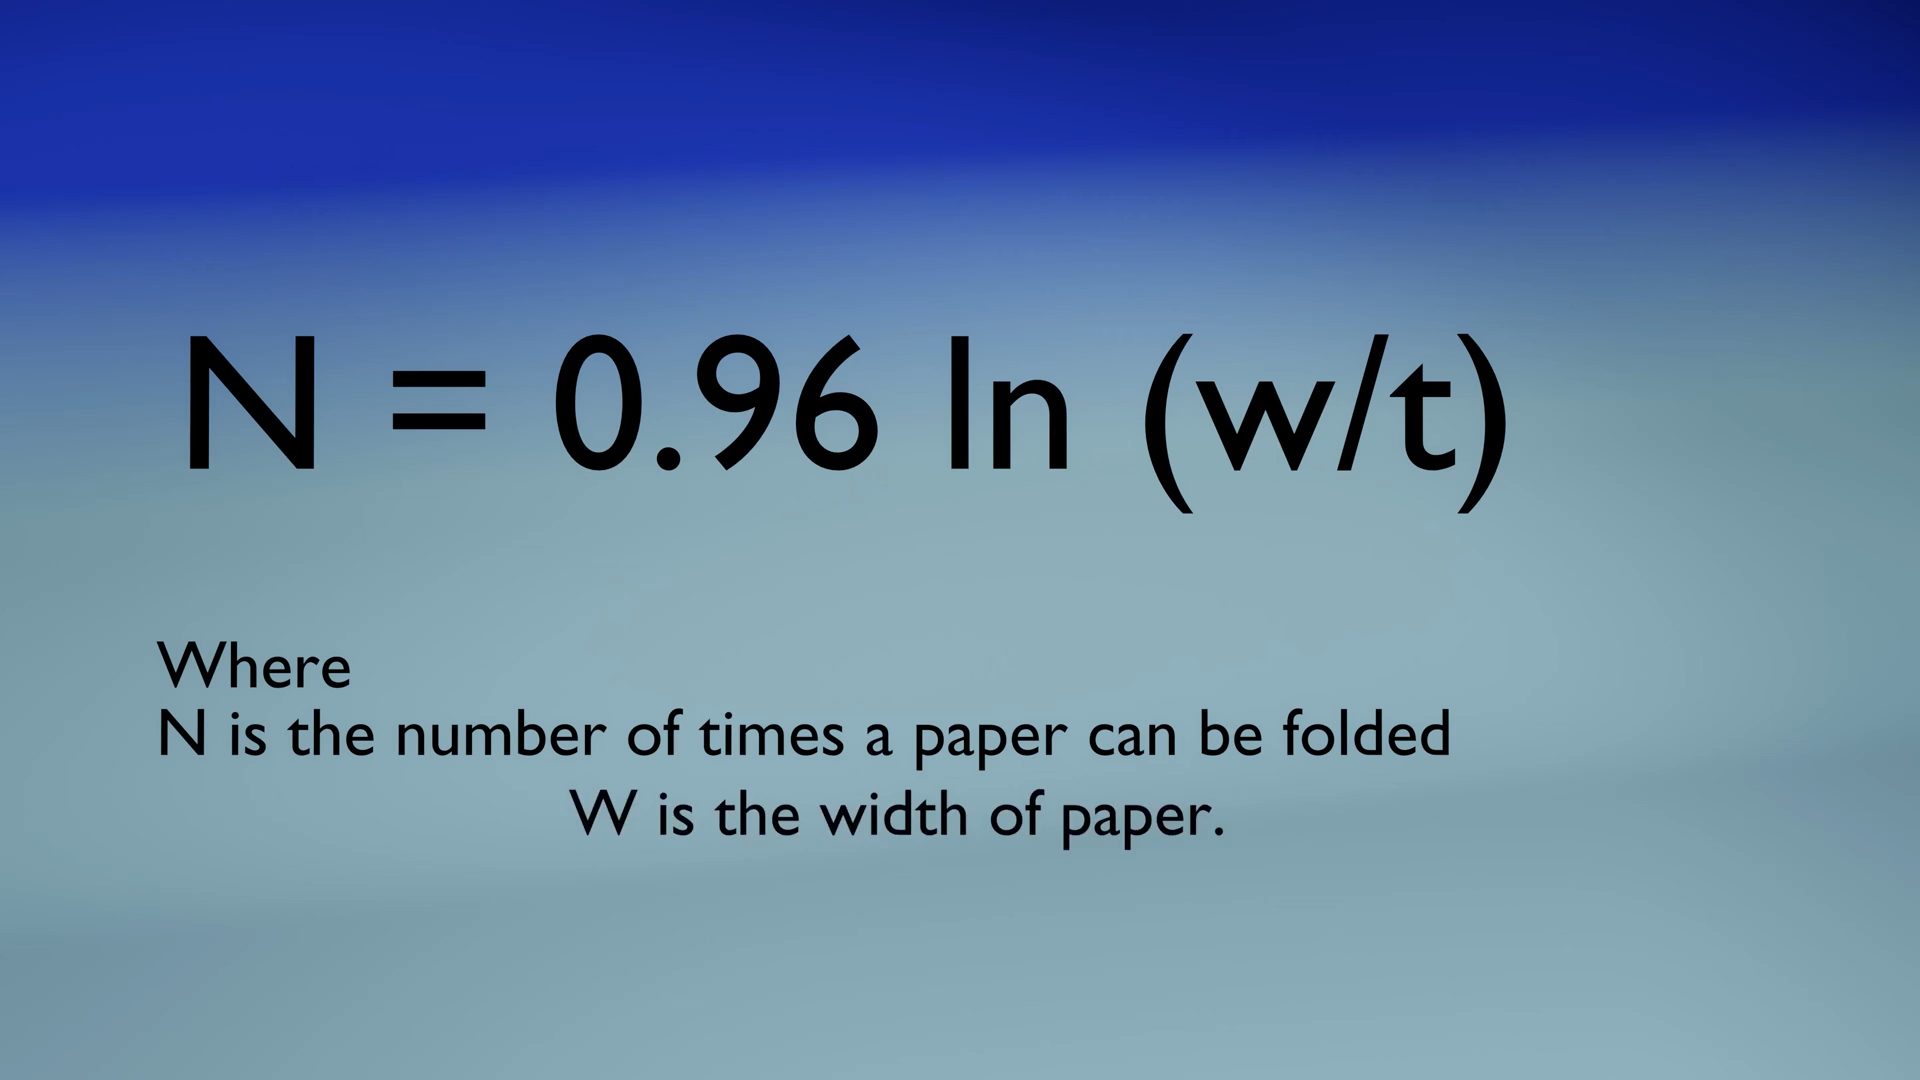 N = 0.96 ln (w/t)
Where
N is the number of times a paper can be folded
W is the width of paper.